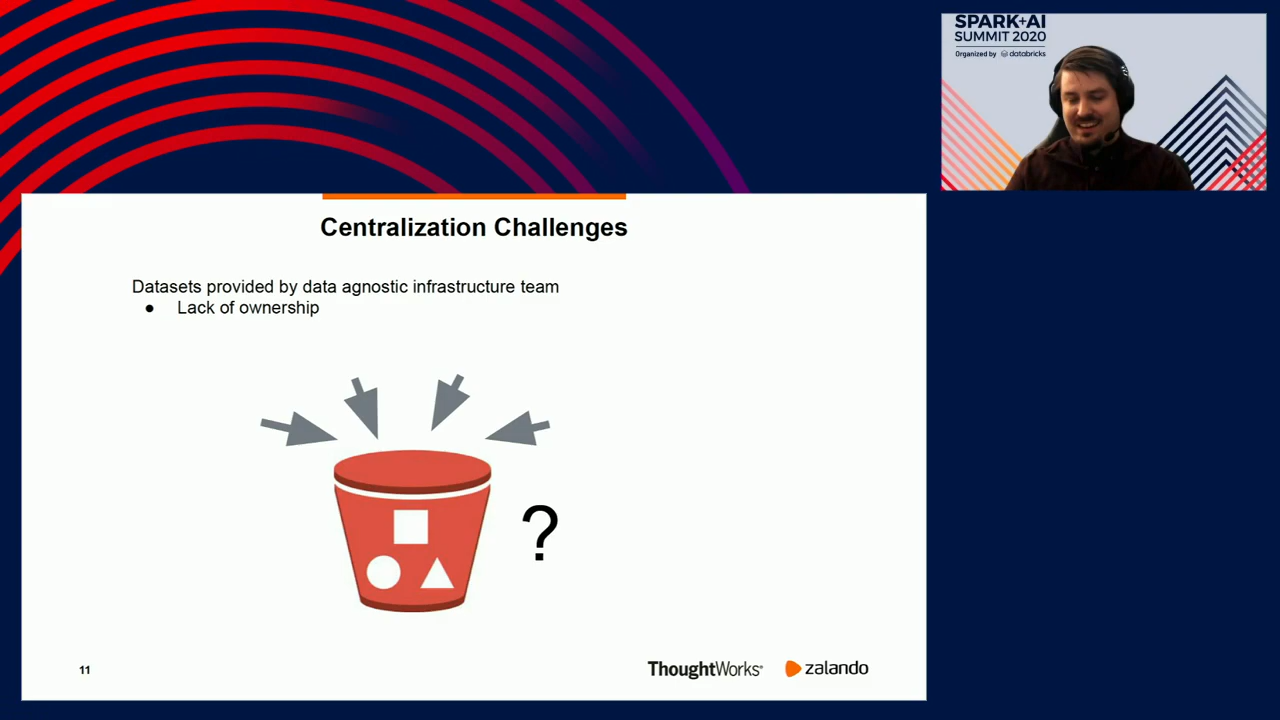 SPARK+AI
SUMMIT 2020
Organized by databricks
Centralization Challenges
Datasets provided by data agnostic infrastructure team
● Lack of ownership
?
11
ThoughtWorks®
zalando